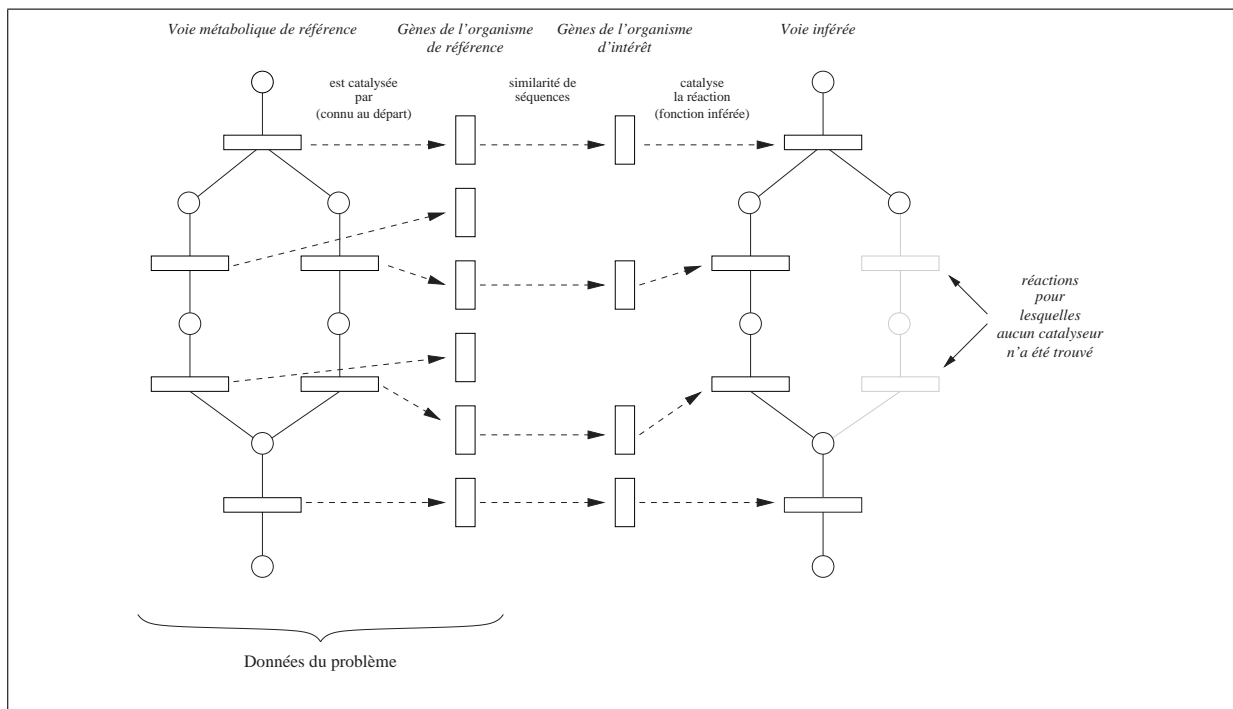 Voie métabolique de référence
Gènes de l'organisme
de référence
Gènes de l'organisme
d'intérêt
Voie inférée
est catalysée
par
(connu au départ)
similarité de
séquences
catalyse
la réaction
(fonction inférée)
réactions
pour
lesquelles
aucun catalyseur
n'a été trouvé
Données du problème